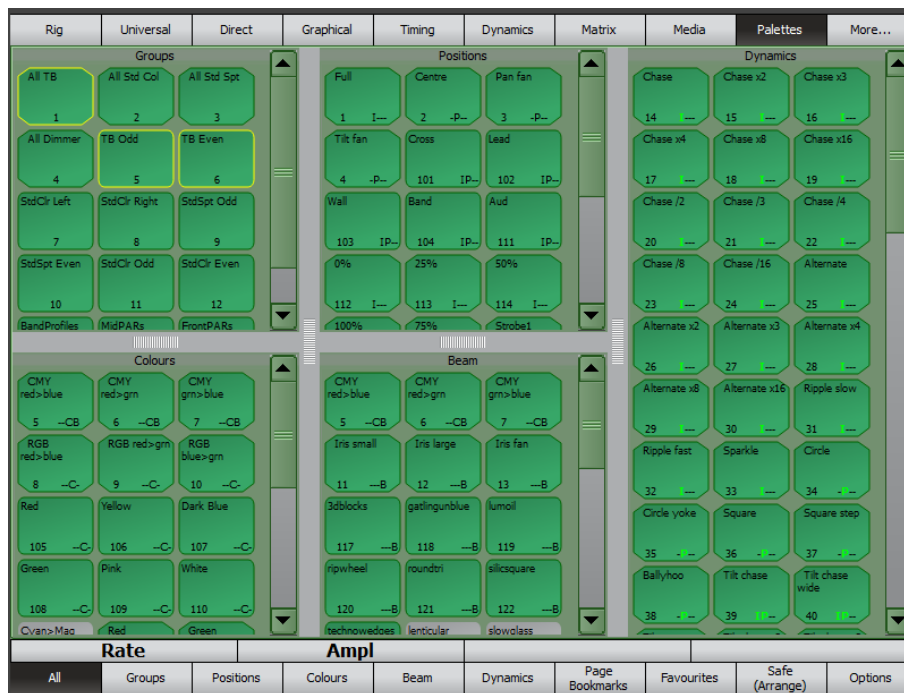 Rig Universal Direct Graphical Timing Dynamics Matrix Media Palettes More...
Groups
All TB All Std Col All Std Spt
1 2 3
All Dimmer TB Odd TB Even
4 5 6
StdClr Left StdClr Right StdSpt Odd
7 8 9
StdSpt Even StdClr Odd StdClr Even
10 11 12
BandProfiles MidPARs FrontPARs
Positions
Full Centre Pan fan
1 I--- 2 -P-- 3 -P--
Tilt fan Cross Lead
4 -P-- 101 IP-- 102 IP--
Wall Band Aud
103 IP-- 104 IP-- 111 IP--
0% 25% 50%
112 I--- 113 I--- 114 I---
100% 75% Strobe1
Dynamics
Chase Chase x2 Chase x3
14 I--- 15 I--- 16 I---
Chase x4 Chase x8 Chase x16
17 I--- 18 I--- 19 I---
Chase /2 Chase /3 Chase /4
20 I--- 21 I--- 22 I---
Chase /8 Chase /16 Alternate
23 I--- 24 I--- 25 I---
Alternate x2 Alternate x3 Alternate x4
26 I--- 27 I--- 28 I---
Alternate x8 Alternate x16 Ripple slow
29 I--- 30 I--- 31 I---
Ripple fast Sparkle Circle
32 I--- 33 I--- 34 -P--
Circle yoke Square Square step
35 -P-- 36 -P-- 37 -P--
Ballyhoo Tilt chase Tilt chase
wide
38 -P-- 39 IP-- 40 IP--
Colours
CMY CMY CMY
red>blue red>grn grn>blue
5 --CB 6 --CB 7 --CB
RGB RGB red>grn RGB
red>blue blue>grn
8 --C- 9 --C- 10 --C-
Red Yellow Dark Blue
105 --C- 106 --C- 107 --C-
Green Pink White
108 --C- 109 --C- 110 --C-
Cyan>Mag Red Green
Beam
CMY CMY CMY
red>blue red>grn grn>blue
5 --CB 6 --CB 7 --CB
Iris small Iris large Iris fan
11 ---B 12 ---B 13 ---B
3dblocks gatlingunblue lumoil
117 ---B 118 ---B 119 ---B
ripwheel roundtri silicsquare
120 ---B 121 ---B 122 ---B
technowedges lenticular slowglass
Rate Ampl
All Groups Positions Colours Beam Dynamics Page Favourites Safe Options
Bookmarks (Arrange)